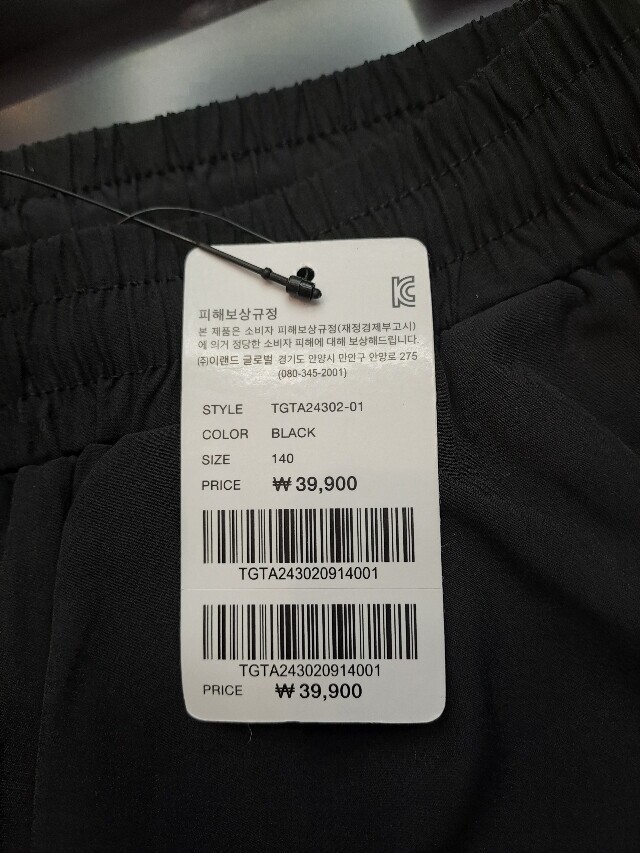 피해보상규정
본 제품은 소비자 피해보상규정(재정경제부고시)
에 의거 정당한 소비자 피해에 대해 보상해드립니다.
(주)이랜드 글로벌 경기도 안양시 만안구 안양로 275
(080-345-2001)
STYLE TGTA24302-01
COLOR BLACK
SIZE 140
PRICE ₩ 39,900
TGTA243020914001
TGTA243020914001
PRICE ₩ 39,900